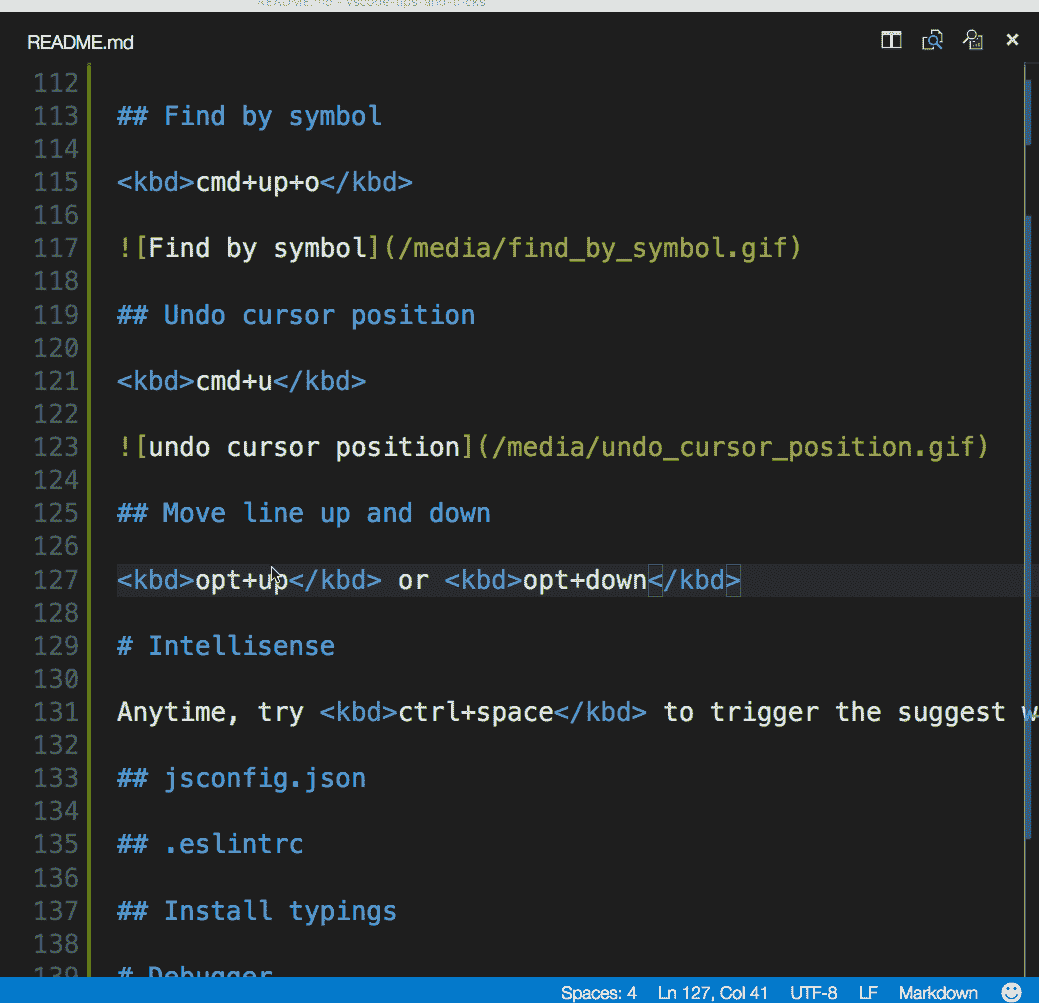 README.md - vscode-tips-and-tricks
README.md
112
113 ## Find by symbol
114
115 <kbd>cmd+up+o</kbd>
116
117 ![Find by symbol](/media/find_by_symbol.gif)
118
119 ## Undo cursor position
120
121 <kbd>cmd+u</kbd>
122
123 ![undo cursor position](/media/undo_cursor_position.gif)
124
125 ## Move line up and down
126
127 <kbd>opt+up</kbd> or <kbd>opt+down</kbd>
128
129 # Intellisense
130
131 Anytime, try <kbd>ctrl+space</kbd> to trigger the suggest
132
133 ## jsconfig.json
134
135 ## .eslintrc
136
137 ## Install typings
138
139 # Debugger
Spaces: 4 Ln 127, Col 41 UTF-8 LF Markdown